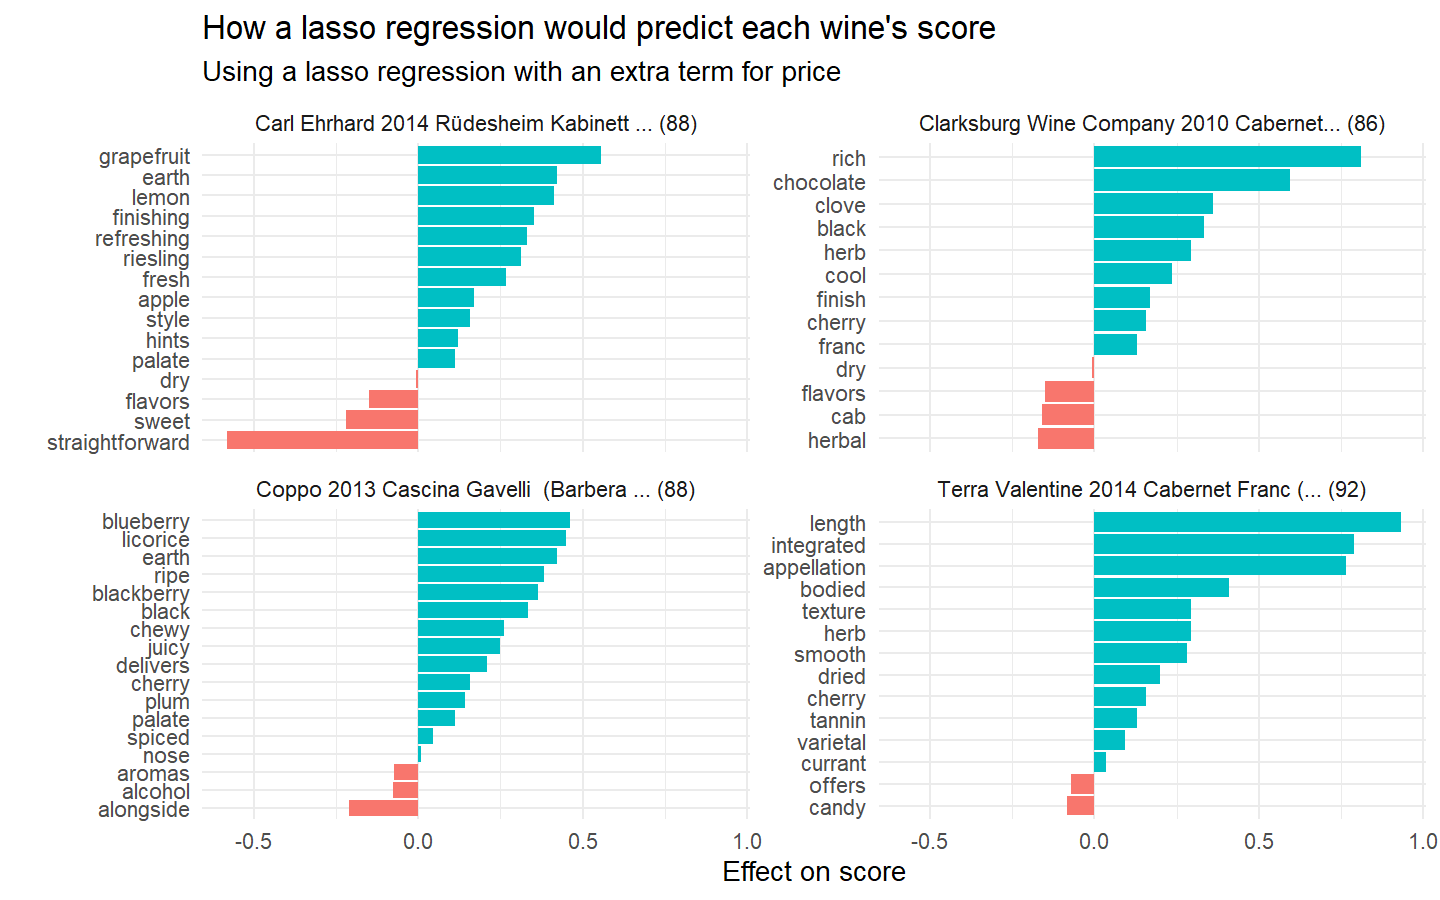 How a lasso regression would predict each wine's score
Using a lasso regression with an extra term for price
Carl Ehrhard 2014 Rüdesheim Kabinett ... (88)
grapefruit
earth
lemon
finishing
refreshing
riesling
fresh
apple
style
hints
palate
dry
flavors
sweet
straightforward
Clarksburg Wine Company 2010 Cabernet... (86)
rich
chocolate
clove
black
herb
cool
finish
cherry
franc
dry
flavors
cab
herbal
Coppo 2013 Cascina Gavelli  (Barbera ... (88)
blueberry
licorice
earth
ripe
blackberry
black
chewy
juicy
delivers
cherry
plum
palate
spiced
nose
aromas
alcohol
alongside
-0.5 0.0 0.5 1.0
Terra Valentine 2014 Cabernet Franc (... (92)
length
integrated
appellation
bodied
texture
herb
smooth
dried
cherry
tannin
varietal
currant
offers
candy
-0.5 0.0 0.5 1.0
Effect on score